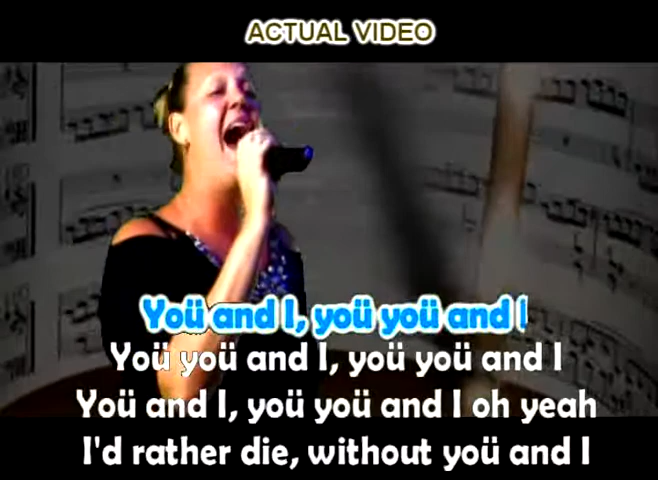 ACTUAL VIDEO
Yoü and I, yoü yoü and I
Yoü yoü and I, yoü yoü and I
Yoü and I, yoü yoü and I oh yeah
I'd rather die, without yoü and I